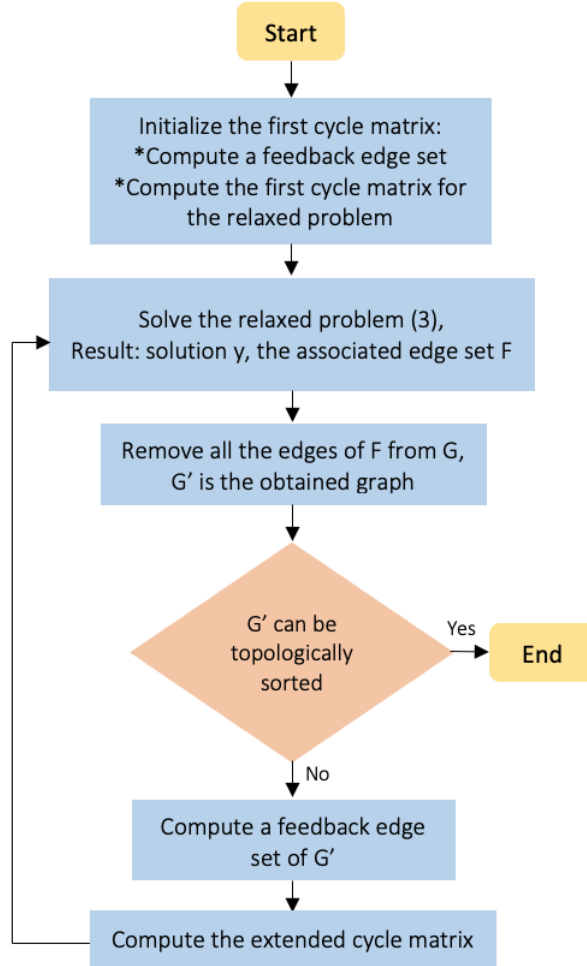 Start
Initialize the first cycle matrix:
*Compute a feedback edge set
*Compute the first cycle matrix for
the relaxed problem
Solve the relaxed problem (3),
Result: solution y, the associated edge set F
Remove all the edges of F from G,
G’ is the obtained graph
G’ can be
topologically
sorted
Yes
End
No
Compute a feedback edge
set of G’
Compute the extended cycle matrix